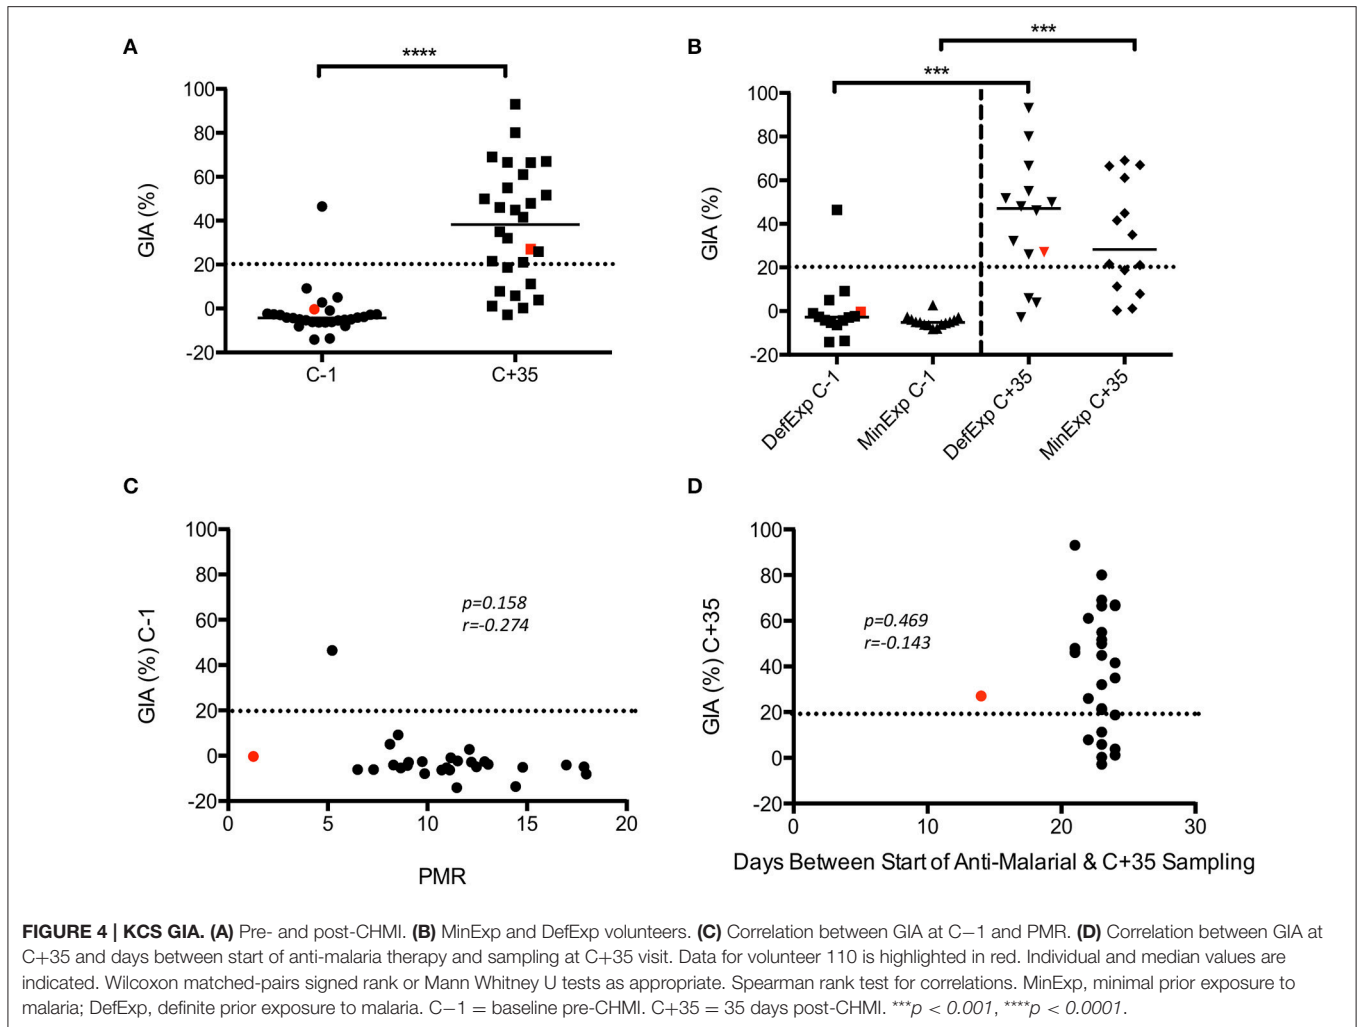 A
****
GIA (%)
100
80
60
40
20
0
-20
C-1
C+35
B
***
***
GIA (%)
100
80
60
40
20
0
-20
DefExp C-1
MinExp C-1
DefExp C+35
MinExp C+35
C
GIA (%) C-1
100
80
60
40
20
0
-20
p=0.158
r=-0.274
0
5
10
15
20
PMR
D
GIA (%) C+35
100
80
60
40
20
0
-20
p=0.469
r=-0.143
0
10
20
30
Days Between Start of Anti-Malarial & C+35 Sampling
FIGURE 4 | KCS GIA. (A) Pre- and post-CHMI. (B) MinExp and DefExp volunteers. (C) Correlation between GIA at C−1 and PMR. (D) Correlation between GIA at
C+35 and days between start of anti-malaria therapy and sampling at C+35 visit. Data for volunteer 110 is highlighted in red. Individual and median values are
indicated. Wilcoxon matched-pairs signed rank or Mann Whitney U tests as appropriate. Spearman rank test for correlations. MinExp, minimal prior exposure to
malaria; DefExp, definite prior exposure to malaria. C−1 = baseline pre-CHMI. C+35 = 35 days post-CHMI. ***p < 0.001, ****p < 0.0001.